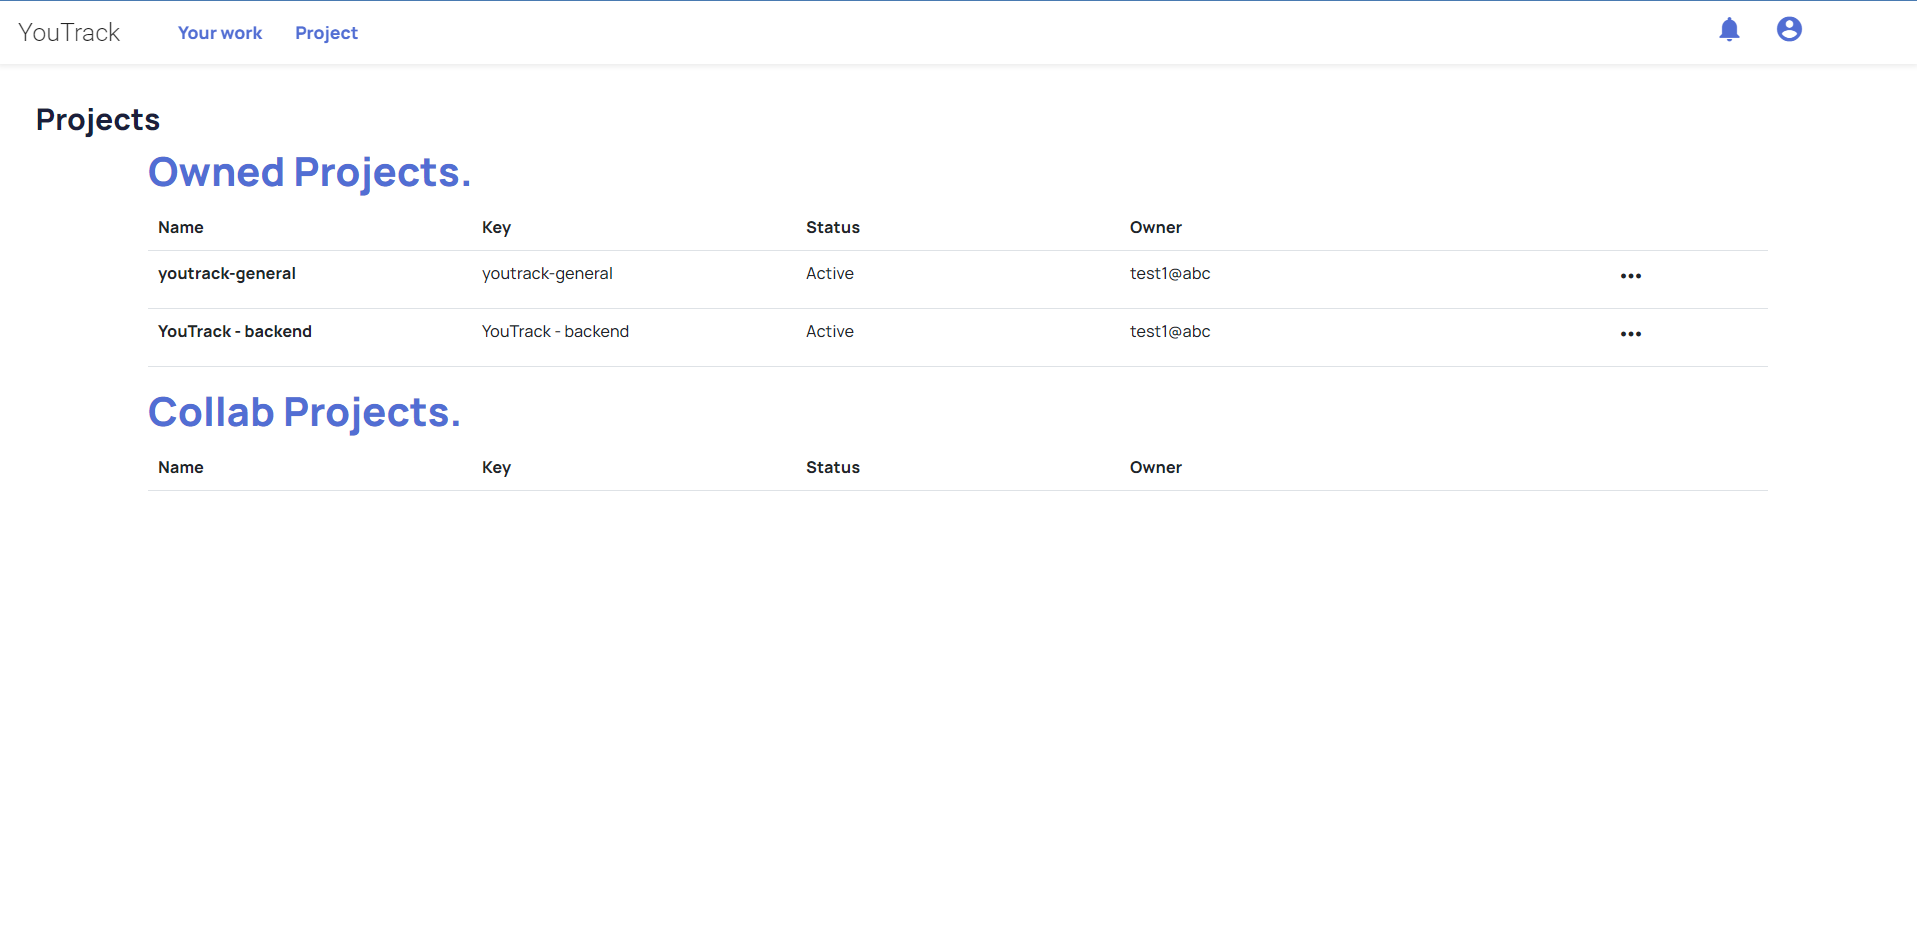 YouTrack Your work Project
Projects
Owned Projects.
Name Key Status Owner
youtrack-general youtrack-general Active test1@abc
YouTrack - backend YouTrack - backend Active test1@abc
Collab Projects.
Name Key Status Owner